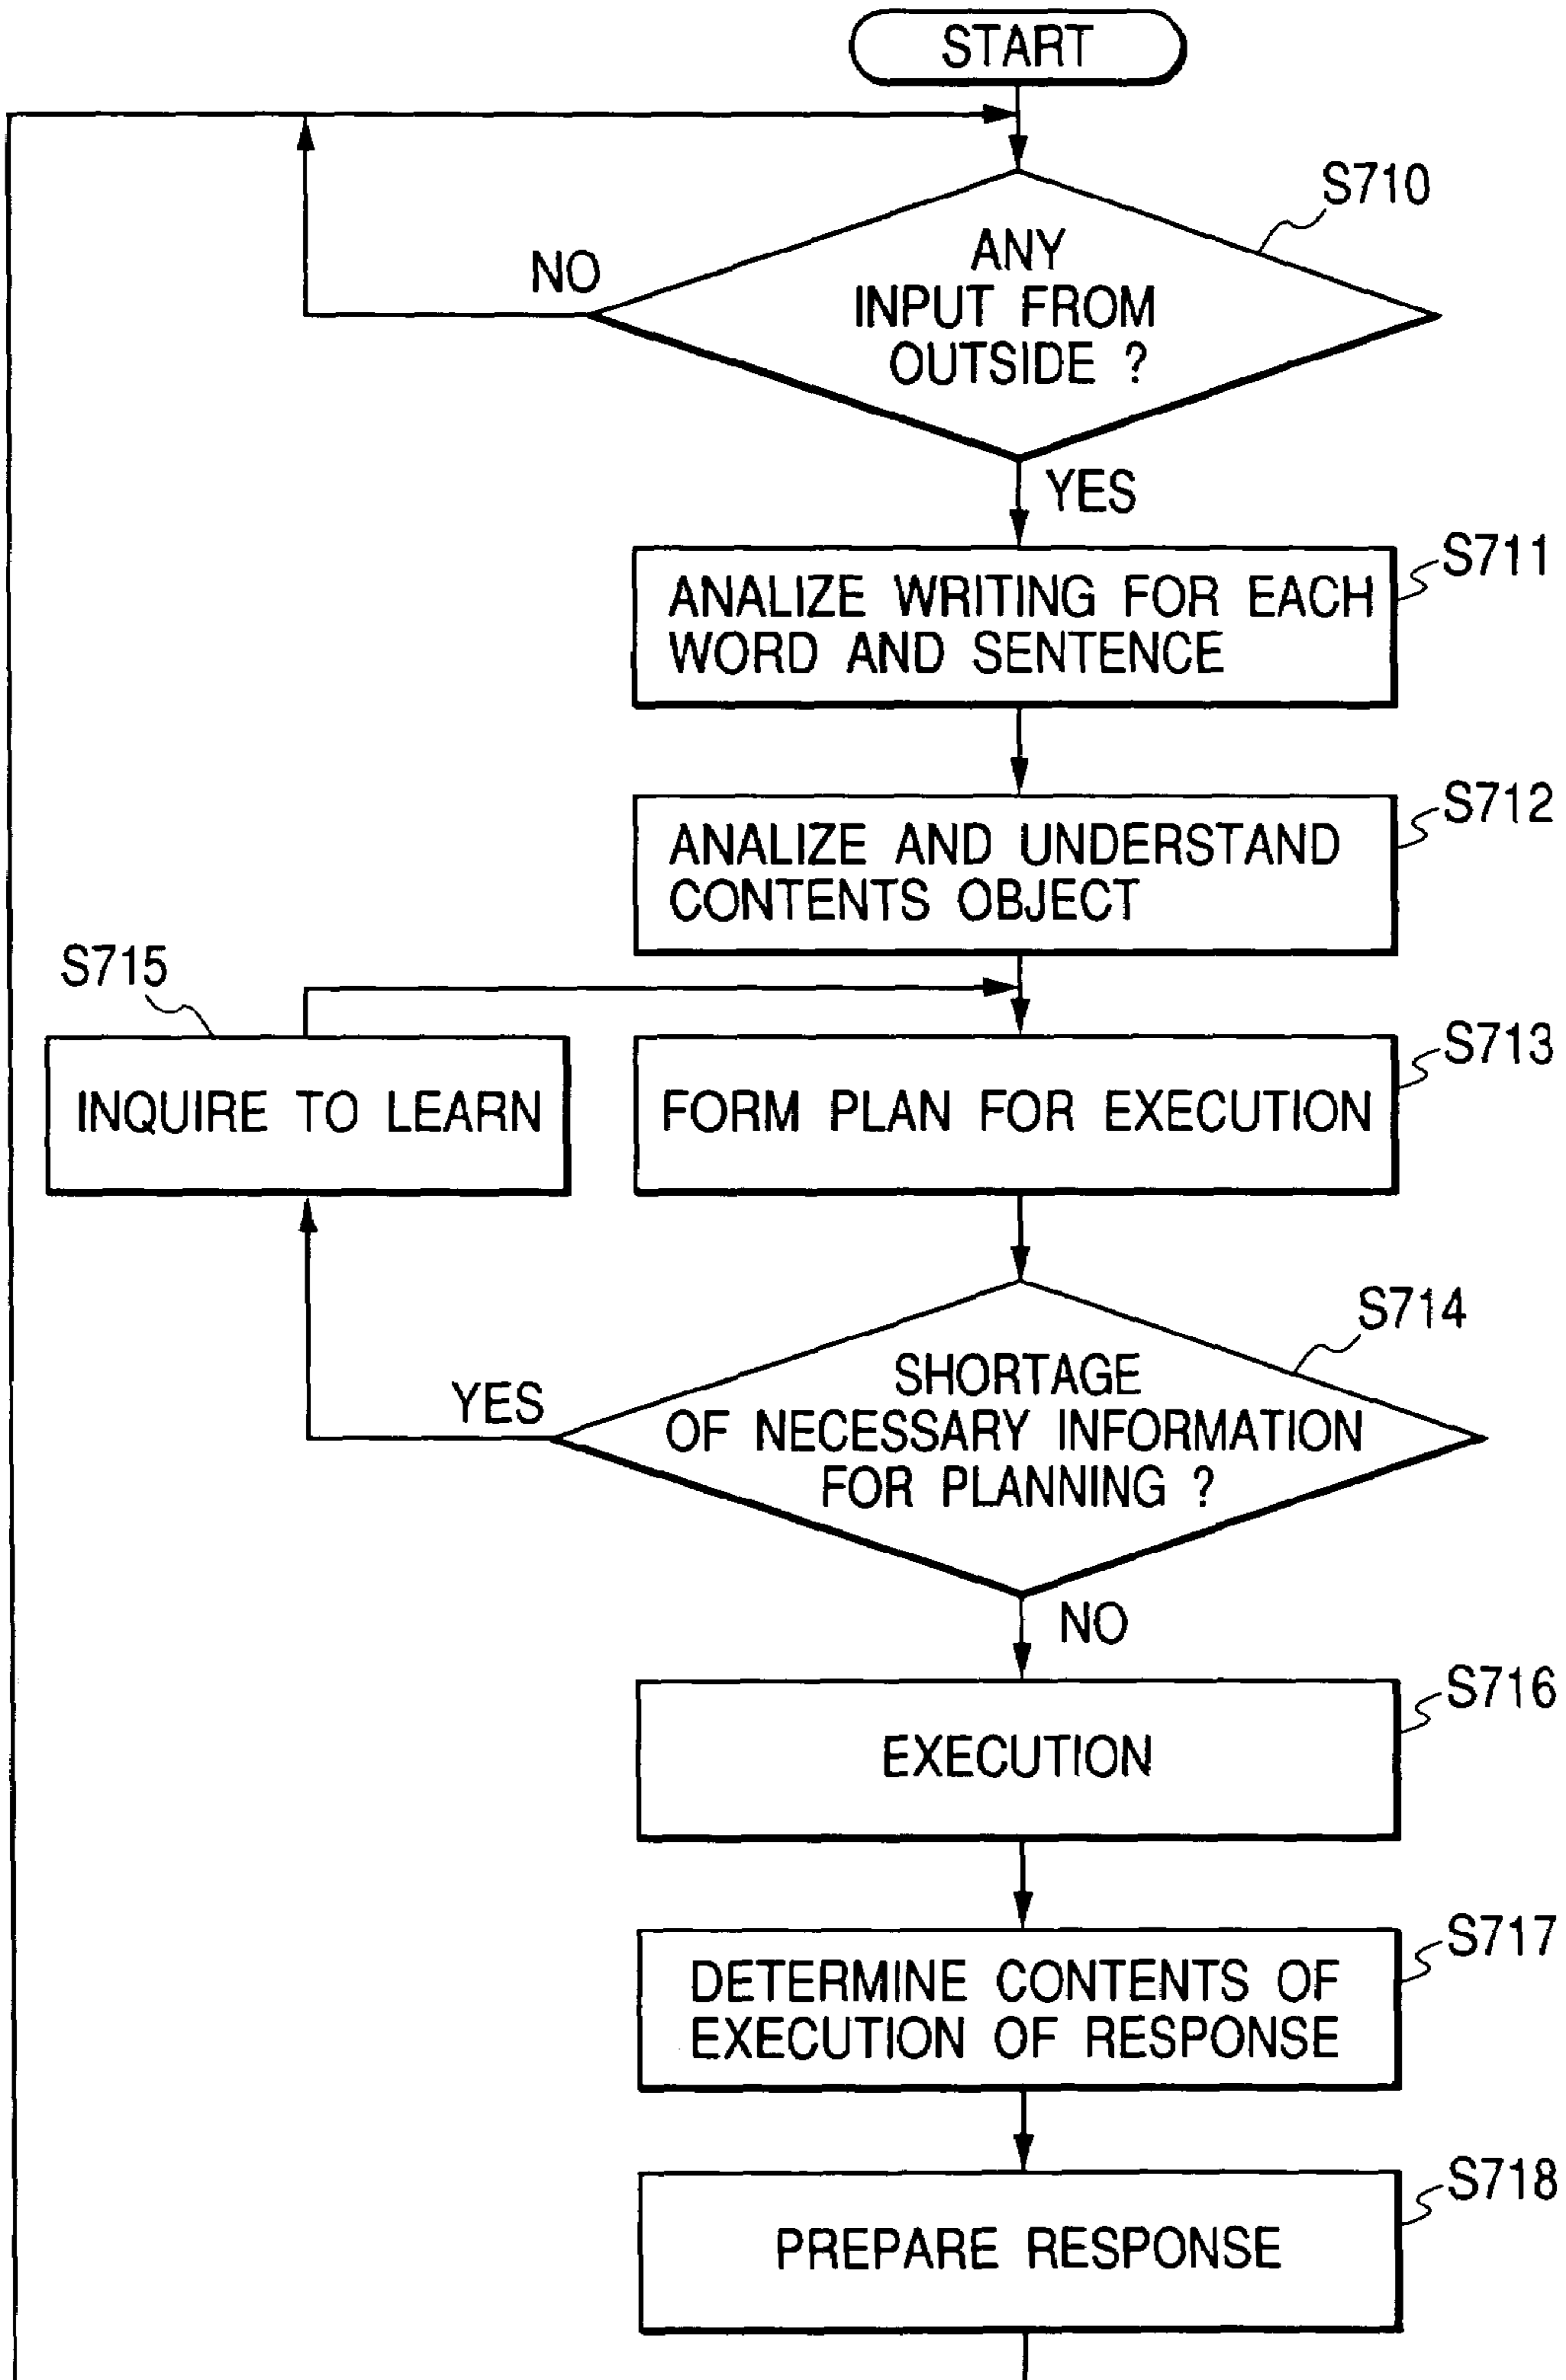 START
S710
ANY
INPUT FROM
OUTSIDE ?
NO
YES
S711
ANALIZE WRITING FOR EACH
WORD AND SENTENCE
S712
ANALIZE AND UNDERSTAND
CONTENTS OBJECT
S715
INQUIRE TO LEARN
S713
FORM PLAN FOR EXECUTION
S714
SHORTAGE
OF NECESSARY INFORMATION
FOR PLANNING ?
YES
NO
S716
EXECUTION
S717
DETERMINE CONTENTS OF
EXECUTION OF RESPONSE
S718
PREPARE RESPONSE